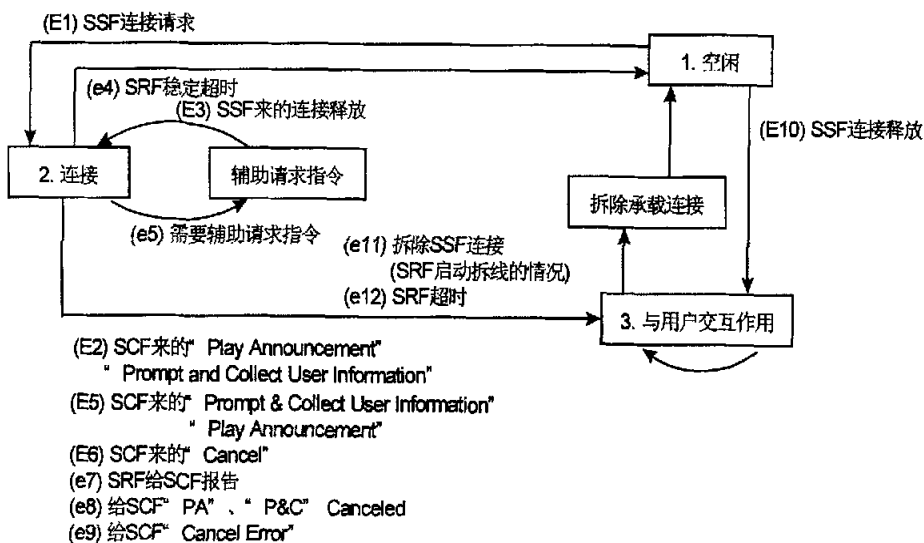 (E1) SSF连接请求
1. 空闲
(e4) SRF稳定超时
(E3) SSF来的连接释放
(E10) SSF连接释放
2. 连接
辅助请求指令
拆除承载连接
(e5) 需要辅助请求指令
(e11) 拆除SSF连接
(SRF启动拆线的情况)
(e12) SRF超时
3. 与用户交互作用
(E2) SCF来的“ Play Announcement”
“ Prompt and Collect User Information”
(E5) SCF来的“ Prompt & Collect User Information”
“ Play Announcement”
(E6) SCF来的“ Cancel”
(e7) SRF给SCF报告
(e8) 给SCF“ PA” 、“ P&C” Canceled
(e9) 给SCF“ Cancel Error”